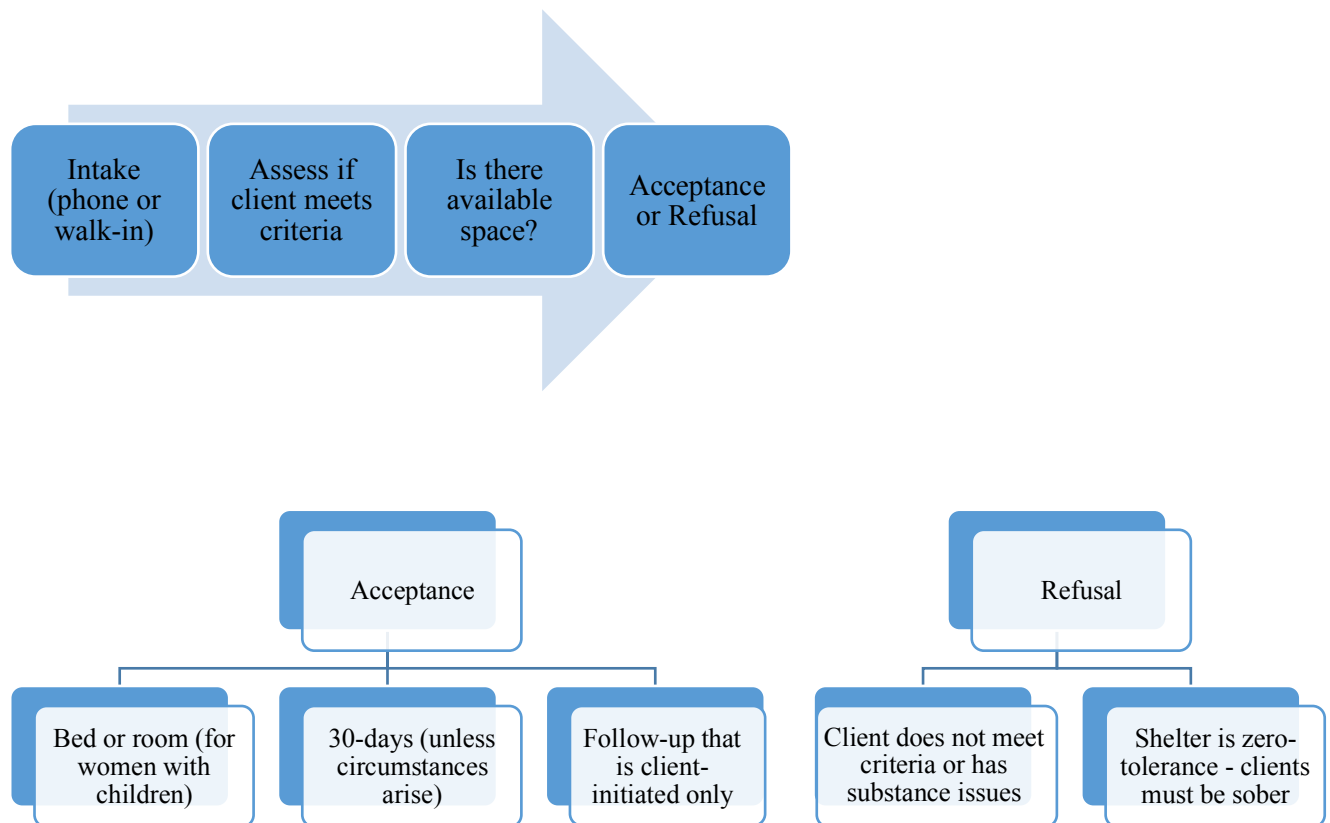 Intake
(phone or
walk-in)
Assess if
client meets
criteria
Is there
available
space?
Acceptance
or Refusal
Acceptance
Bed or room (for
women with
children)
30-days (unless
circumstances
arise)
Follow-up that
is client-
initiated only
Refusal
Client does not meet
criteria or has
substance issues
Shelter is zero-
tolerance - clients
must be sober